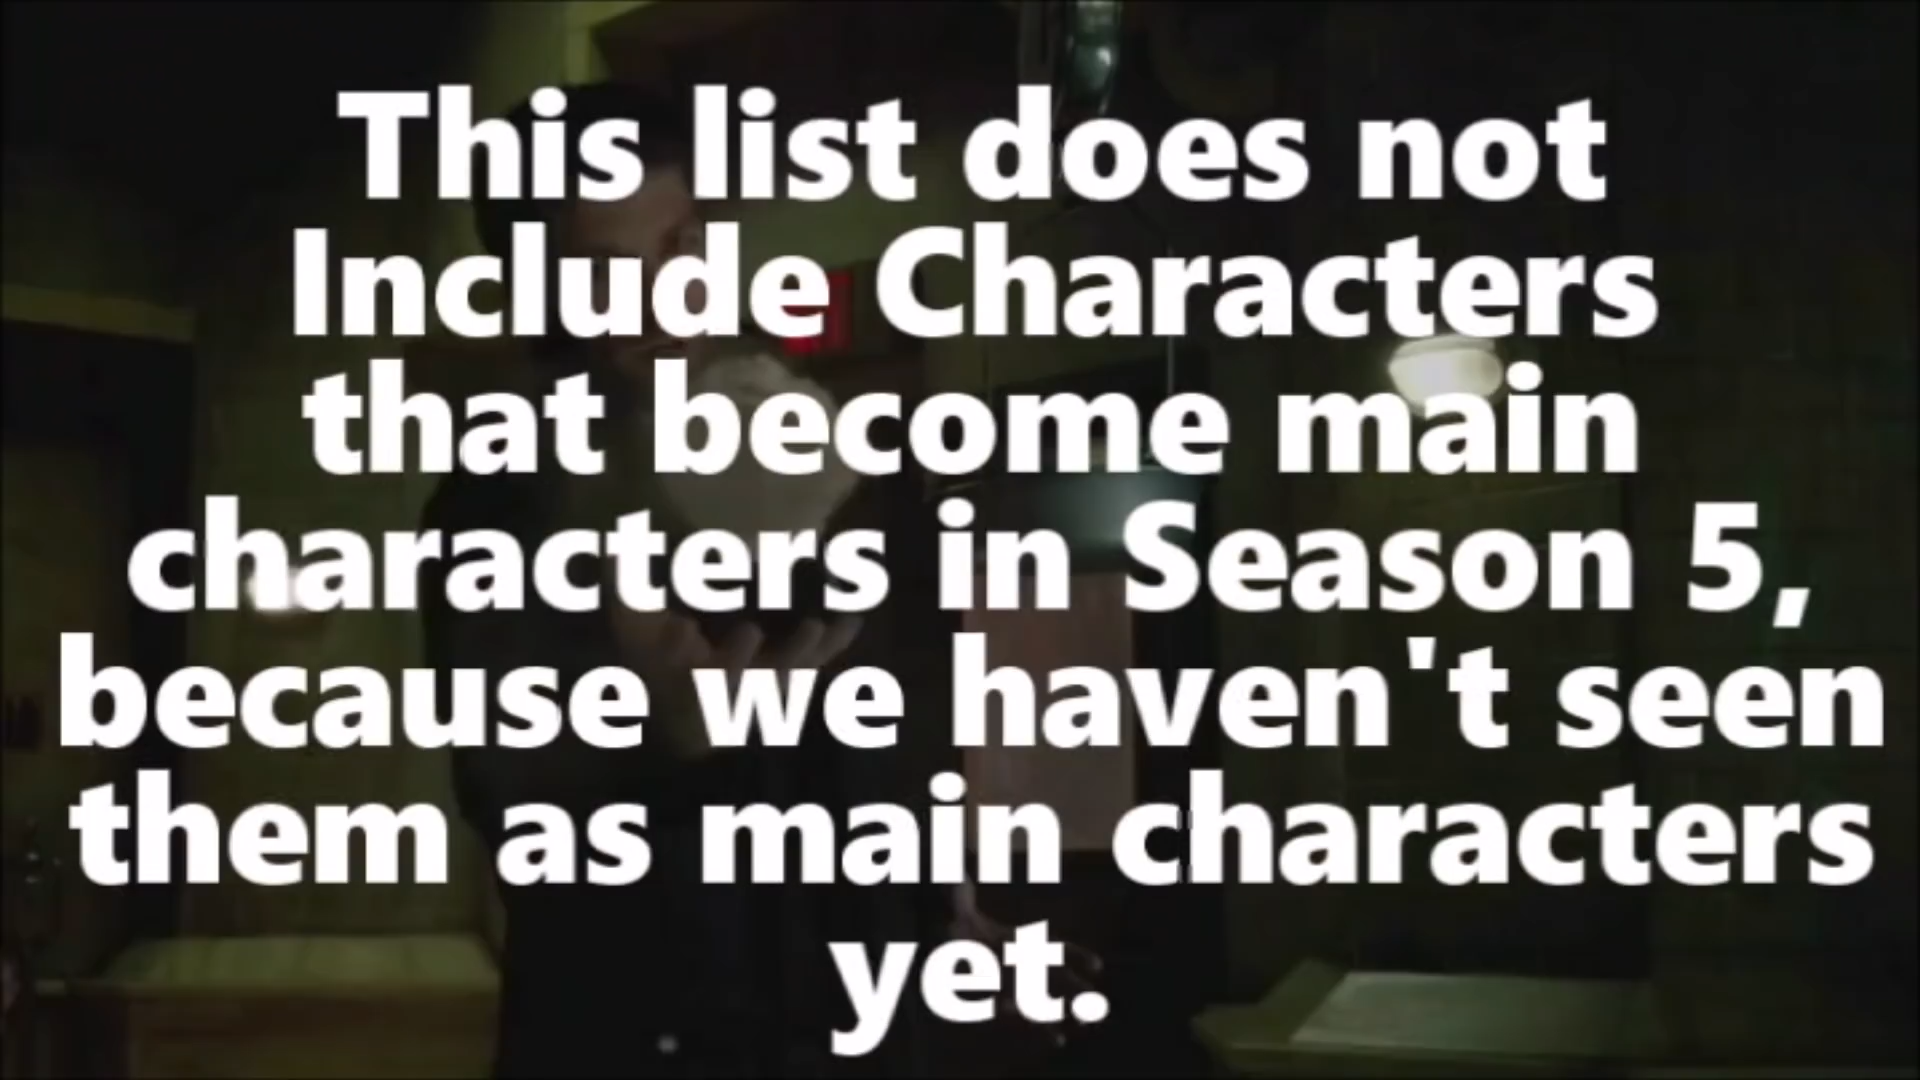 This list does not
Include Characters
that become main
characters in Season 5,
because we haven't seen
them as main characters
yet.